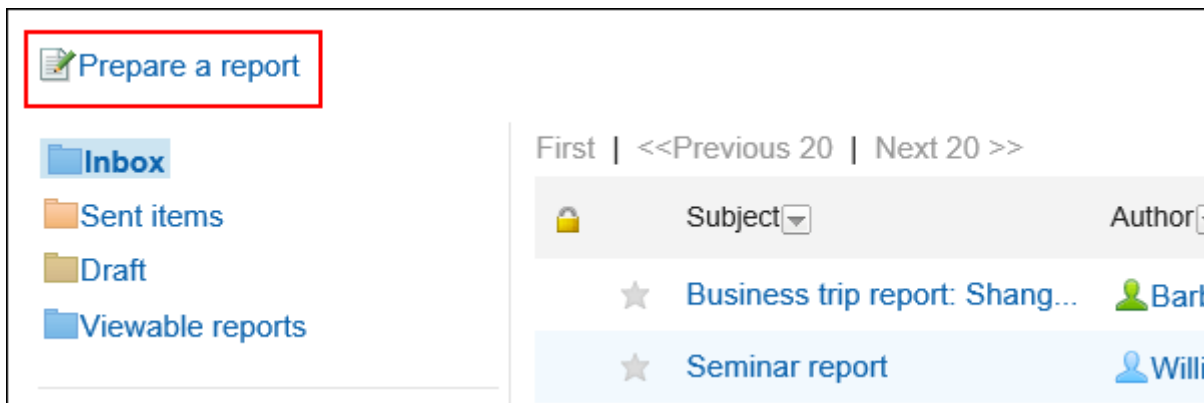 Prepare a report
Inbox
Sent items
Draft
Viewable reports
First | <<Previous 20 | Next 20 >>
Subject Author
Business trip report: Shang...
Seminar report